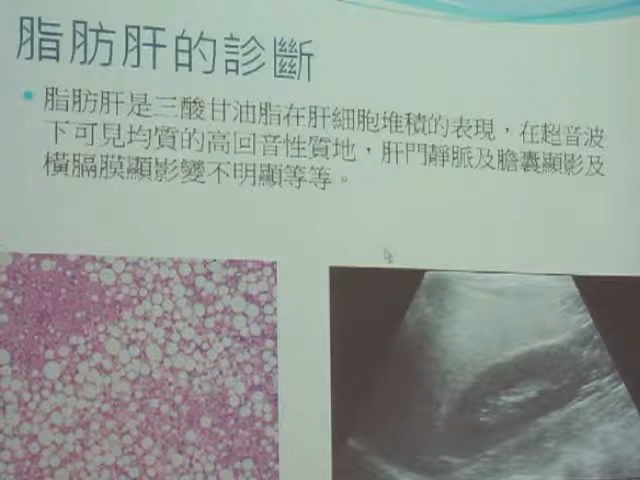 脂肪肝的診斷
脂肪肝是三酸甘油脂在肝細胞堆積的表現，在超音波
下可見均質的高回音性質地，肝門靜脈及膽囊顯影及
橫膈膜顯影變不明顯等等。